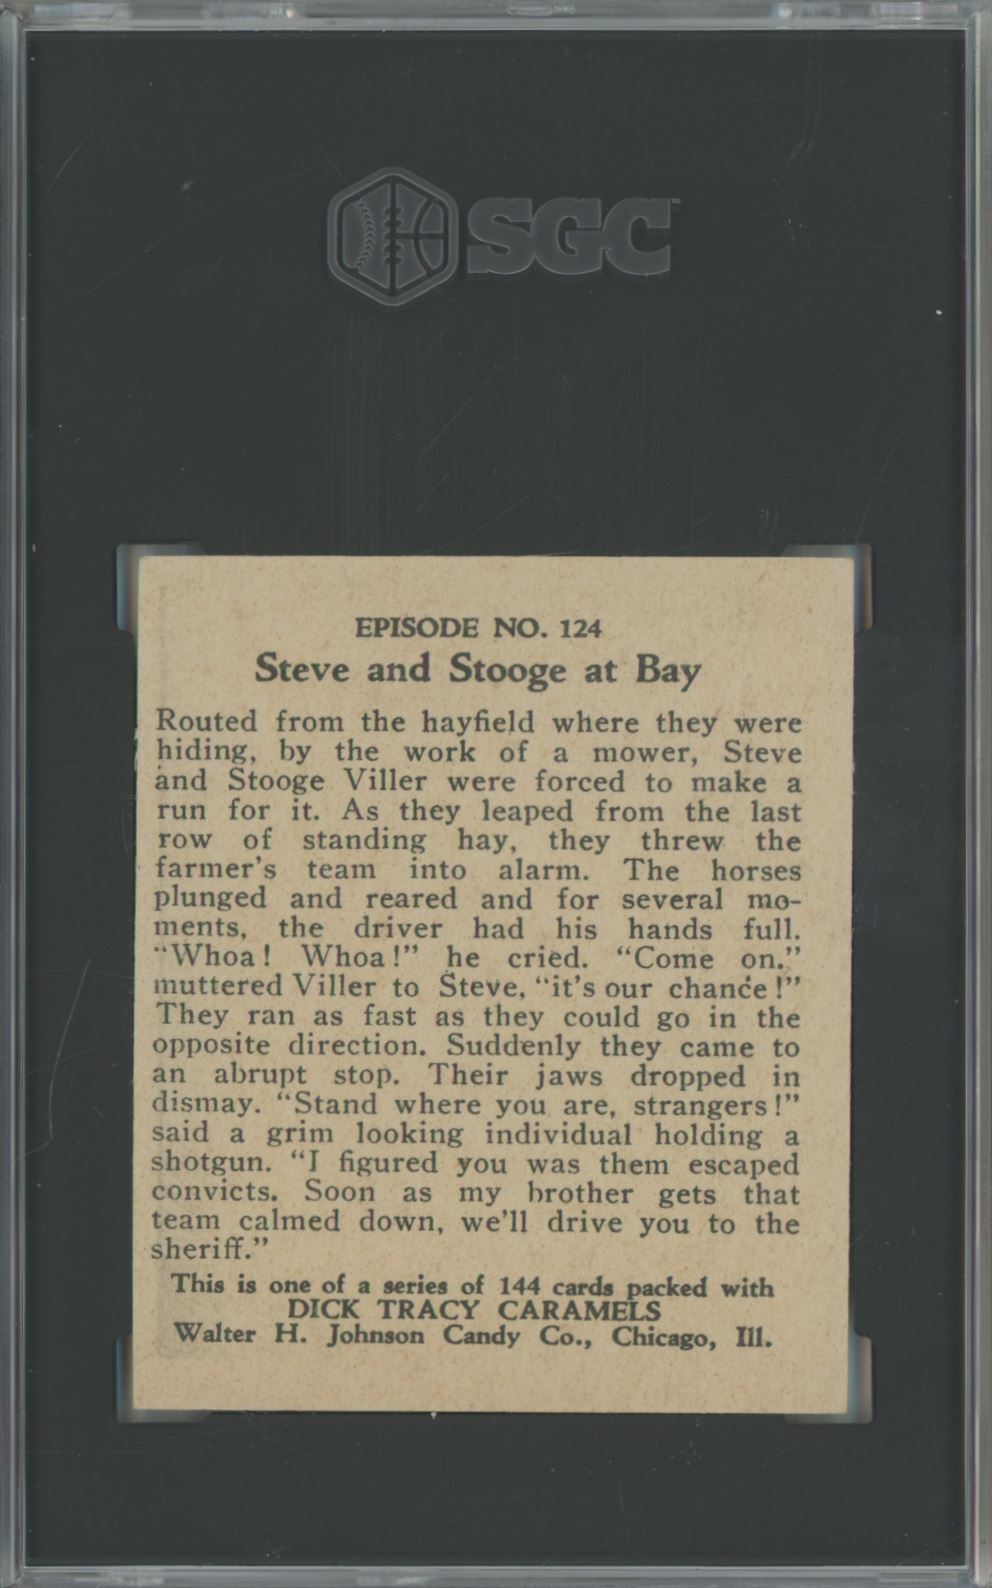 SGC
EPISODE NO. 124
Steve and Stooge at Bay
Routed from the hayfield where they were
hiding, by the work of a mower, Steve
and Stooge Viller were forced to make a
run for it. As they leaped from the last
row of standing hay, they threw the
farmer's team into alarm. The horses
plunged and reared and for several mo-
ments, the driver had his hands full.
“Whoa! Whoa!” he cried. “Come on.”
muttered Viller to Steve, “it's our chance!”
They ran as fast as they could go in the
opposite direction. Suddenly they came to
an abrupt stop. Their jaws dropped in
dismay. “Stand where you are, strangers!”
said a grim looking individual holding a
shotgun. “I figured you was them escaped
convicts. Soon as my brother gets that
team calmed down, we'll drive you to the
sheriff.”
This is one of a series of 144 cards packed with
DICK TRACY CARAMELS
Walter H. Johnson Candy Co., Chicago, Ill.